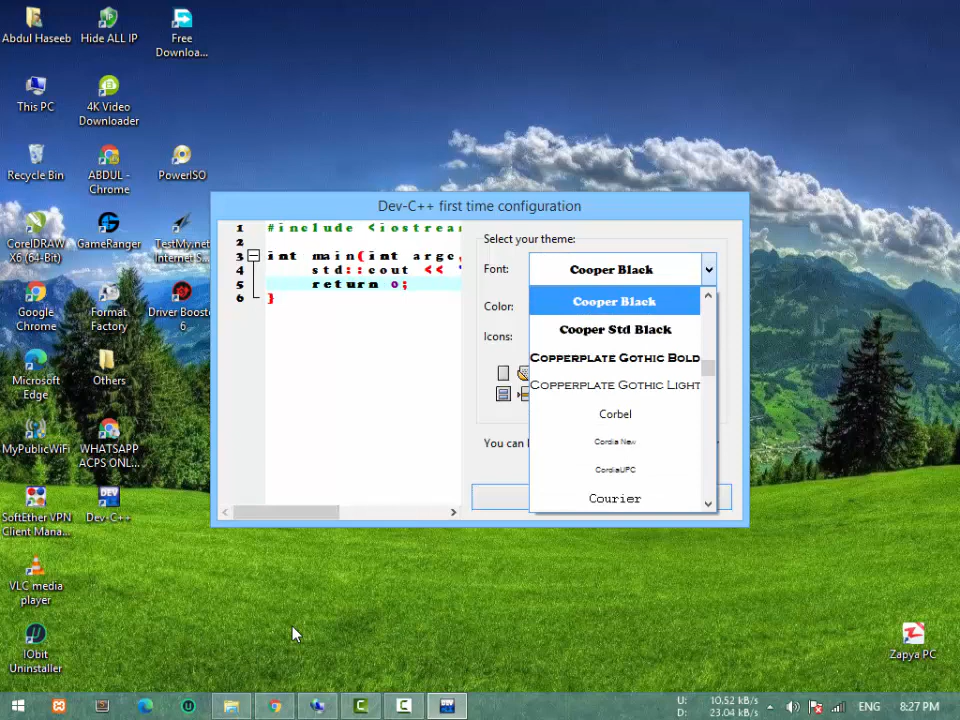 Abdul Haseeb
Hide ALL IP
Free
Downloa...
This PC
4K Video
Downloader
Recycle Bin
ABDUL -
Chrome
PowerISO
CorelDRAW
X6 (64-Bit)
GameRanger
TestMy.net
Internet S...
Google
Chrome
Format
Factory
Driver Booste
6
Microsoft
Edge
Others
MyPublicWiFi
WHATSAPP
ACPS ONL...
SoftEther VPN
Client Mana...
DEV
Dev-C++
VLC media
player
IObit
Uninstaller
Zapya PC
Dev-C++ first time configuration
1 #include <iostrea
2
3 int main(int argc,
4 std::cout <<
5 return 0;
6 }
Select your theme:
Font: Cooper Black
Color:
Icons:
You can
Cooper Black
Cooper Std Black
Copperplate Gothic Bold
Copperplate Gothic Light
Corbel
Cordia New
CordiaUPC
Courier
DEV
U: 10.52 kB/s
D: 23.04 kB/s
ENG
8:27 PM